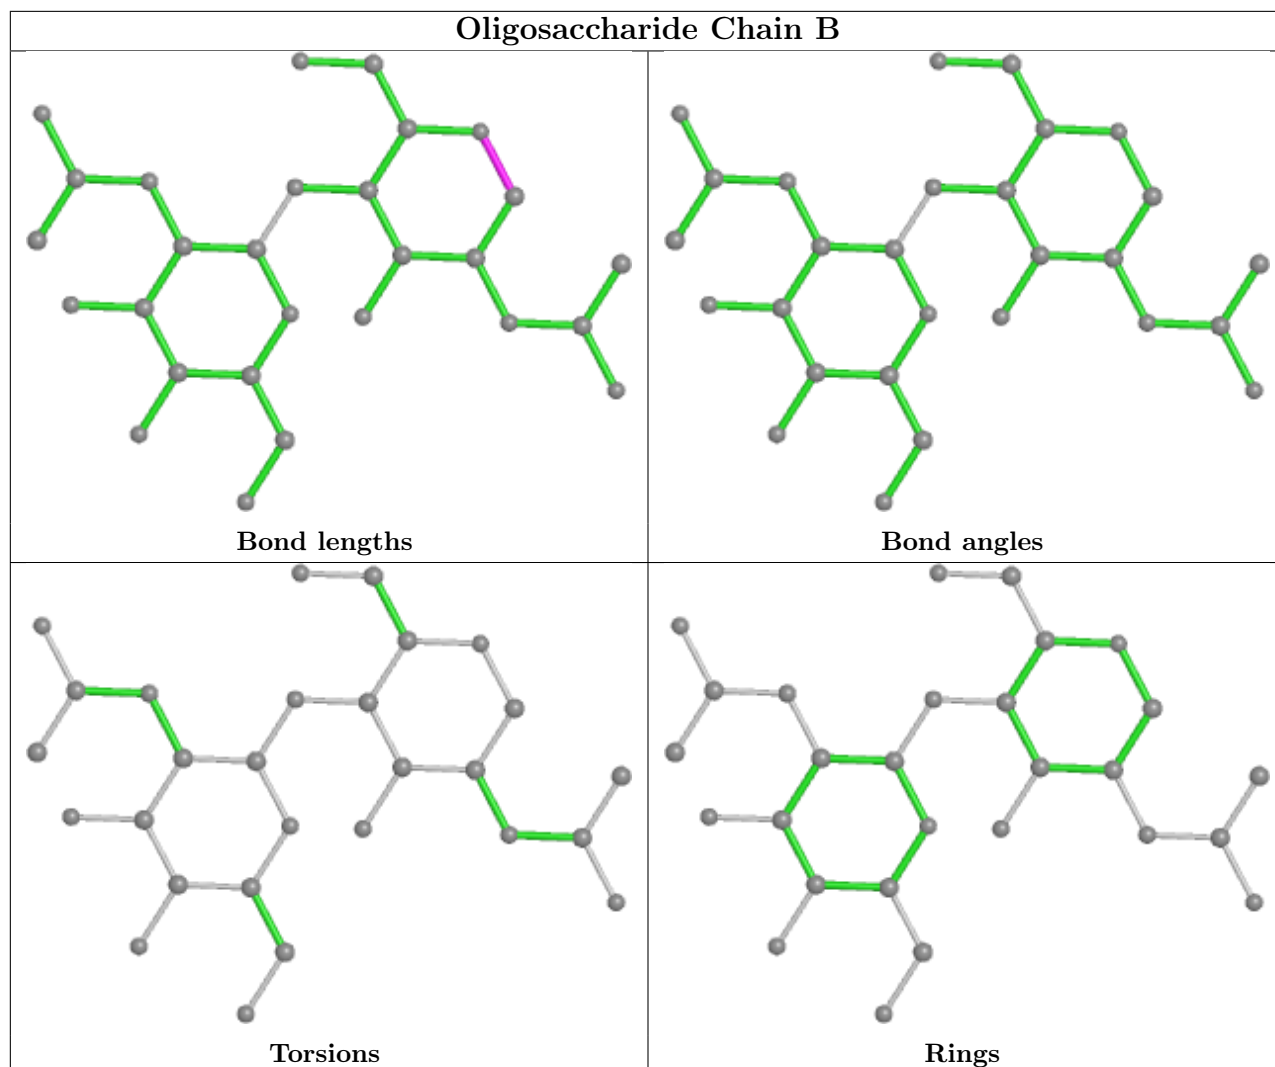 Oligosaccharide Chain B
Bond lengths
Bond angles
Torsions
Rings